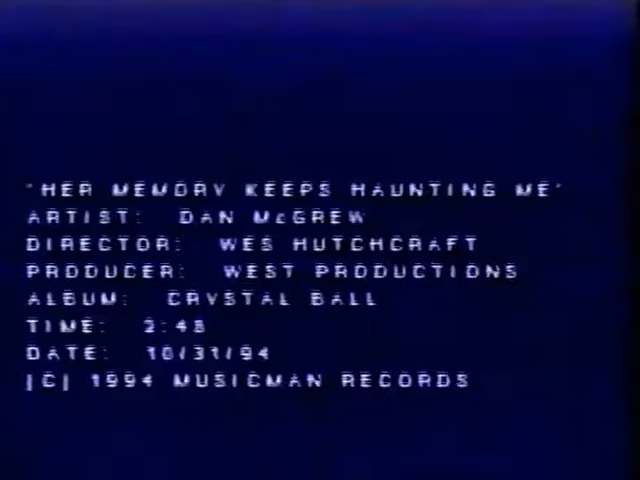 "HER MEMORY KEEPS HAUNTING ME"
ARTIST: DAN McGREW
DIRECTOR: WES HUTCHCRAFT
PRODUCER: WEST PRODUCTIONS
ALBUM: CRYSTAL BALL
TIME: 2:48
DATE: 10/31/94
(C) 1994 MUSICMAN RECORDS